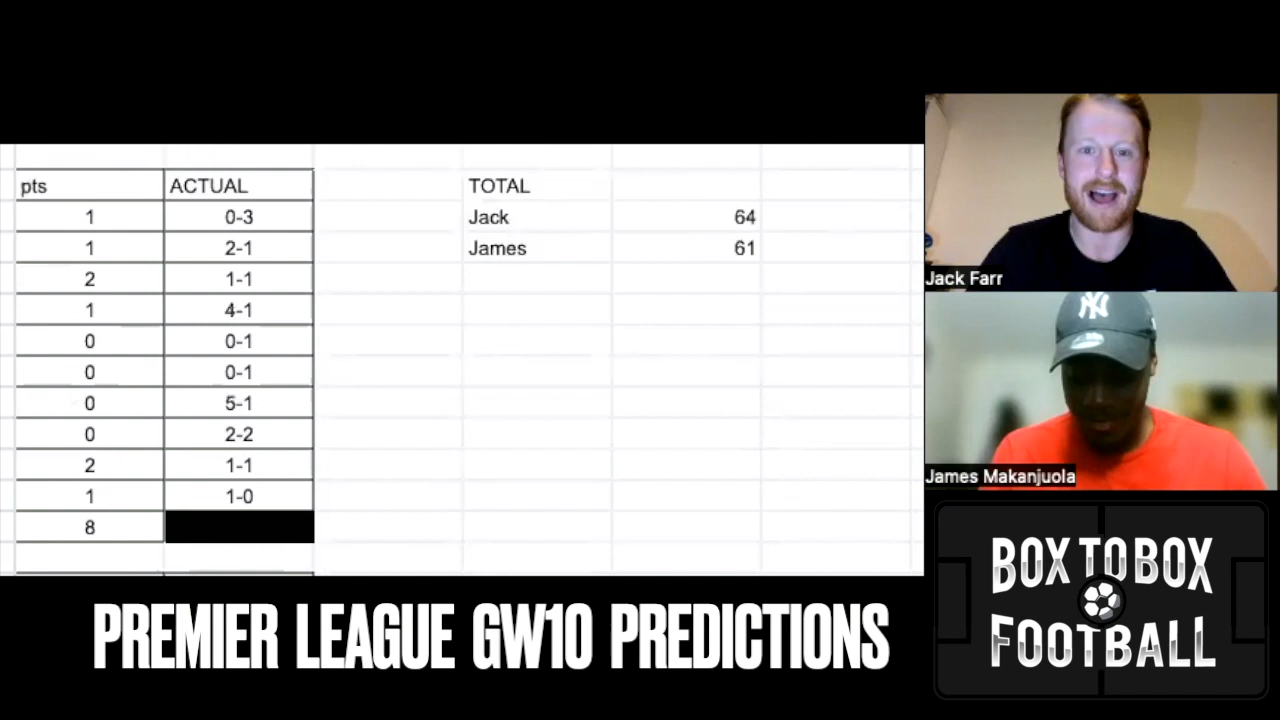 pts ACTUAL TOTAL
1 0-3 Jack 64
1 2-1 James 61
2 1-1
1 4-1
0 0-1
0 0-1
0 5-1
0 2-2
2 1-1
1 1-0
8
Jack Farr
NY
James Makanjuola
BOX TO BOX
FOOTBALL
PREMIER LEAGUE GW10 PREDICTIONS